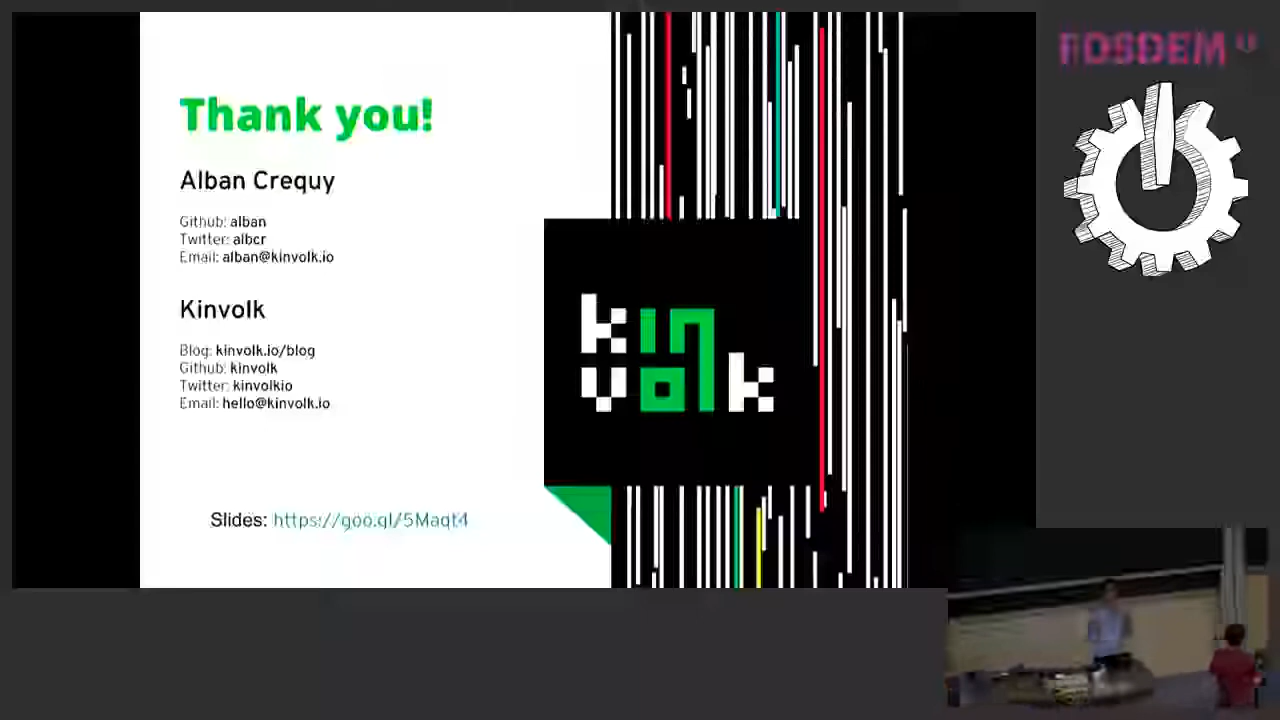 Thank you!
Alban Crequy
Github: alban
Twitter: albcr
Email: alban@kinvolk.io
Kinvolk
Blog: kinvolk.io/blog
Github: kinvolk
Twitter: kinvolkio
Email: hello@kinvolk.io
Slides: https://goo.gl/5Maqt4
kin
volk
FOSDEM